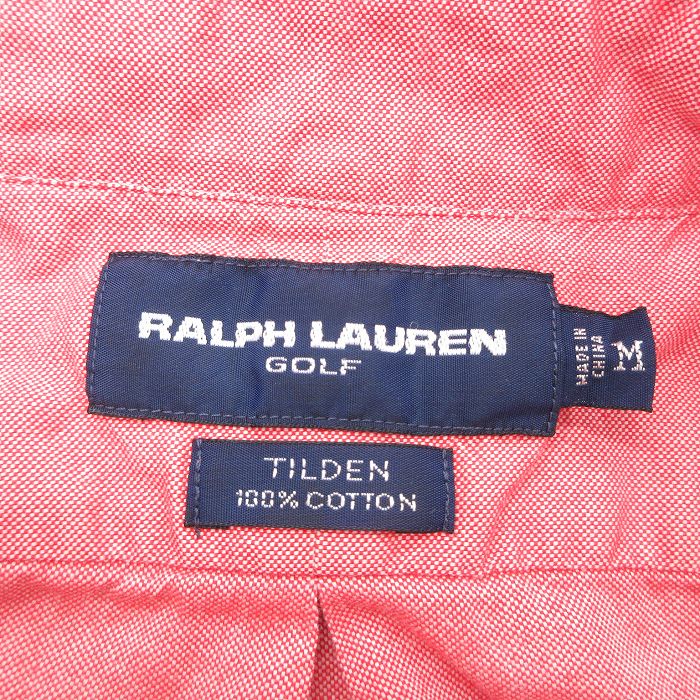 RALPH LAUREN
GOLF
MADE IN
CHINA
M
TILDEN
100% COTTON